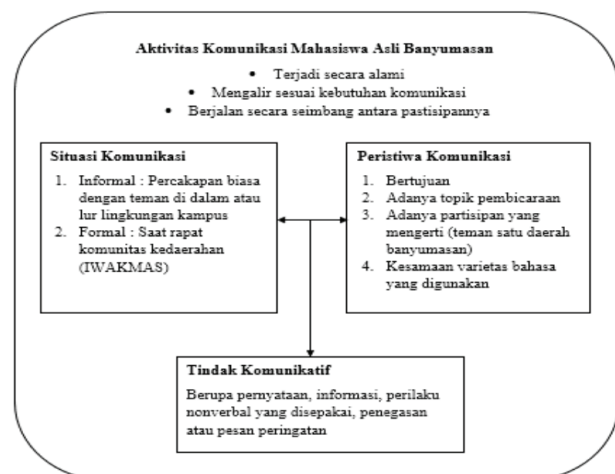 Aktivitas Komunikasi Mahasiswa Asli Banyumasan
• Terjadi secara alami
• Mengalir sesuai kebutuhan komunikasi
• Berjalan secara seimbang antara pastisipannya
Situasi Komunikasi
1. Informal : Percakapan biasa
dengan teman di dalam atau
lur lingkungan kampus
2. Formal : Saat rapat
komunitas kedaerahan
(IWAKMAS)
Peristiwa Komunikasi
1. Bertujuan
2. Adanya topik pembicaraan
3. Adanya partisipan yang
mengerti (teman satu daerah
banyumasan)
4. Kesamaan varietas bahasa
yang digunakan
Tindak Komunikatif
Berupa pernyataan, informasi, perilaku
nonverbal yang disepakai, penegasan
atau pesan peringatan